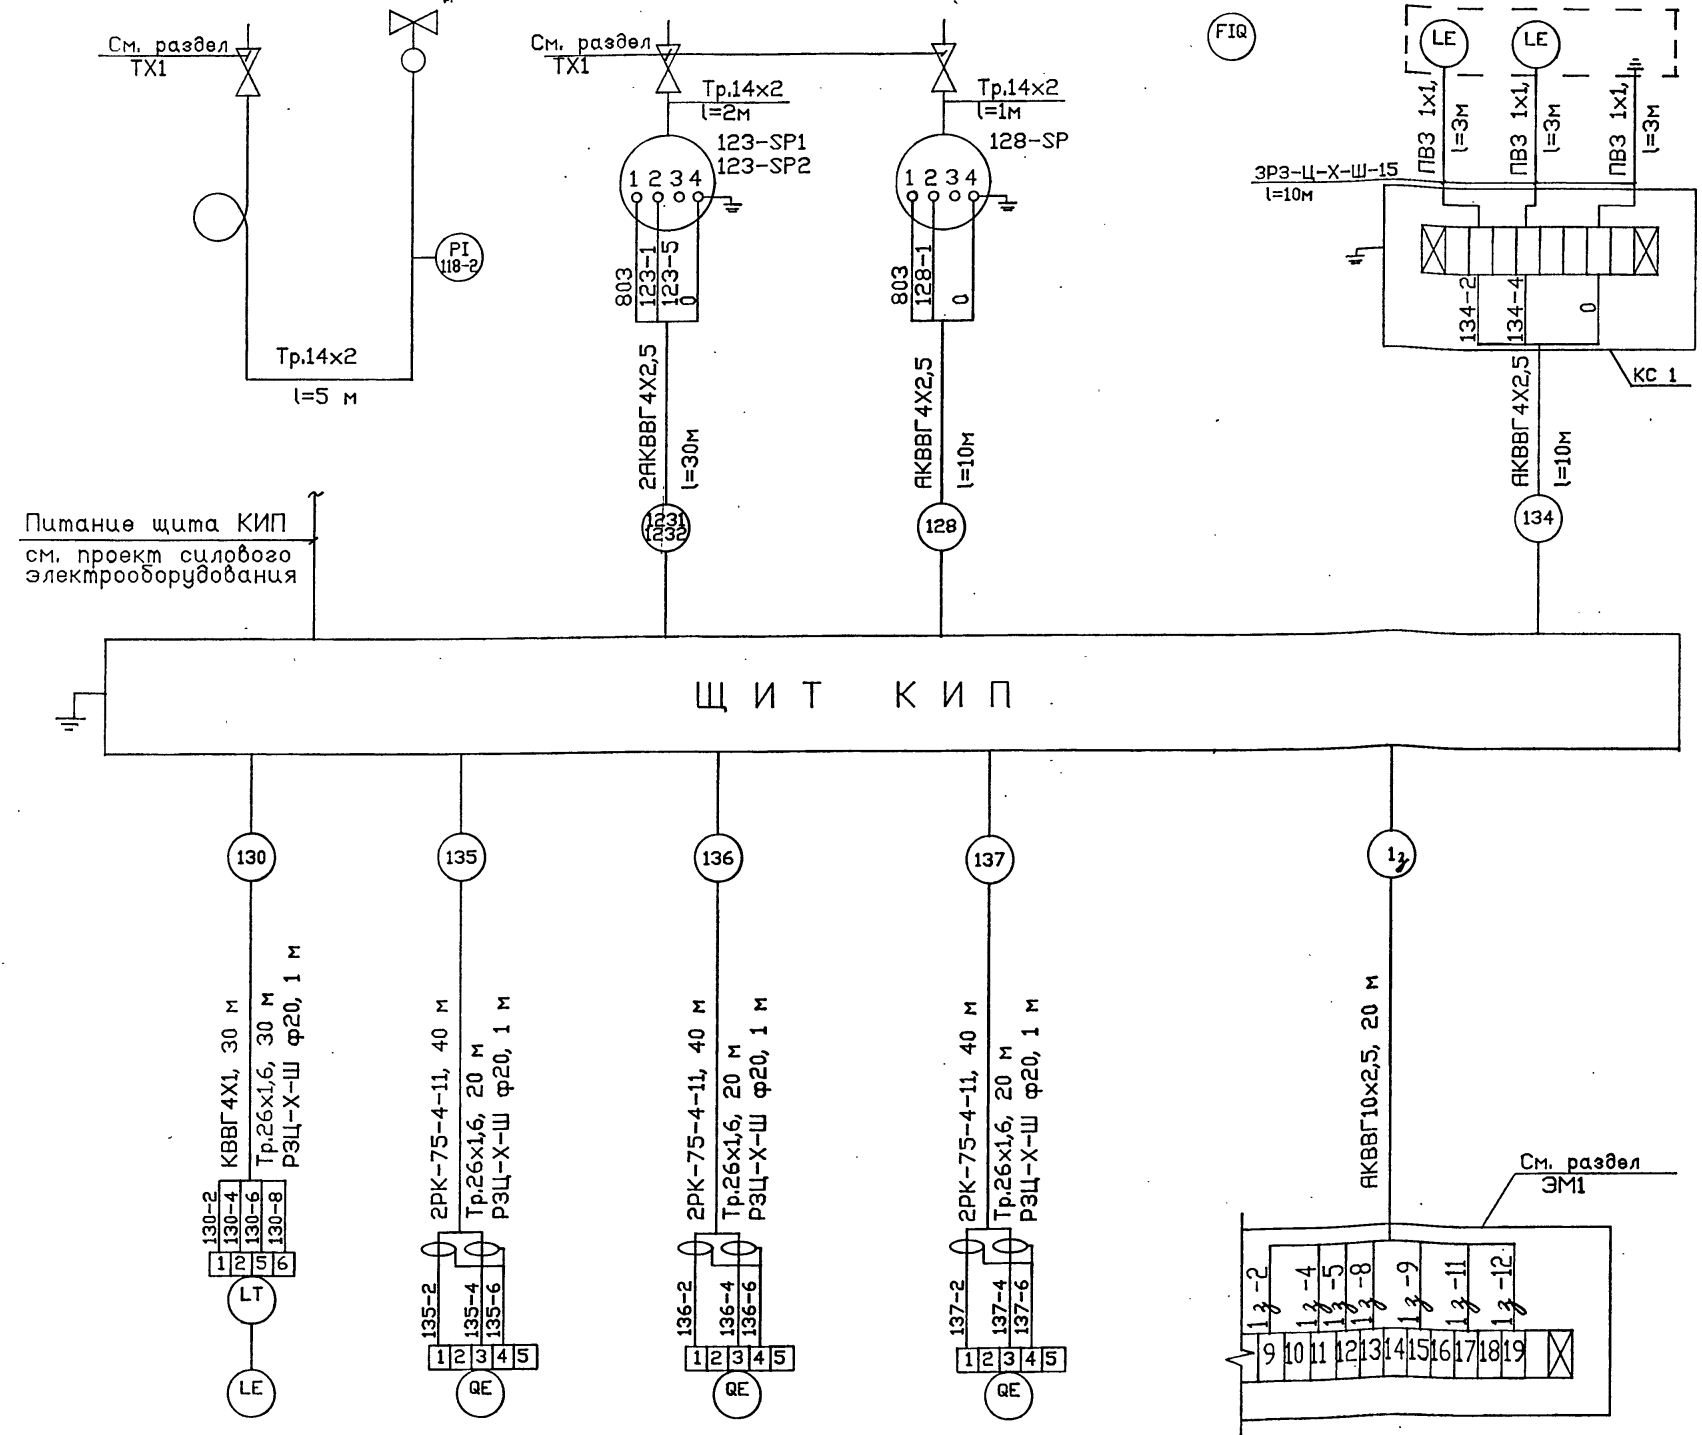 См. раздел
ТХ1
PI
118-2
Тр.14х2
l=5 м
См. раздел
ТХ1
Тр.14х2
l=2м
123-SP1
123-SP2
1 2 3 4
803
123-1
123-5
0
2АКВВГ4Х2,5
l=30м
1231
1232
Тр.14х2
l=1м
128-SP
1 2 3 4
803
128-1
0
АКВВГ4Х2,5
l=10м
128
FIQ
LE
LE
ПВ3 1х1,
l=3м
ПВ3 1х1,
l=3м
ПВ3 1х1,
l=3м
ЗРЗ-Ц-Х-Ш-15
l=10м
134-2
134-4
0
КС 1
АКВВГ4Х2,5
l=10м
134
Питание щита КИП
см. проект силового
электрооборудования
ЩИТ КИП
130
КВВГ4Х1, 30 м
Тр.26х1,6, 30 м
РЗЦ-Х-Ш ф20, 1 м
130-2
130-4
130-6
130-8
1 2 5 6
LT
LE
135
2РК-75-4-11, 40 м
Тр.26х1,6, 20 м
РЗЦ-Х-Ш ф20, 1 м
135-2
135-4
135-6
1 2 3 4 5
QE
136
2РК-75-4-11, 40 м
Тр.26х1,6, 20 м
РЗЦ-Х-Ш ф20, 1 м
136-2
136-4
136-6
1 2 3 4 5
QE
137
2РК-75-4-11, 40 м
Тр.26х1,6, 20 м
РЗЦ-Х-Ш ф20, 1 м
137-2
137-4
137-6
1 2 3 4 5
QE
1з
АКВВГ10х2,5, 20 м
См. раздел
ЭМ1
1з-2
1з-4
1з-5
1з-8
1з-9
1з-11
1з-12
9 10 11 12 13 14 15 16 17 18 19